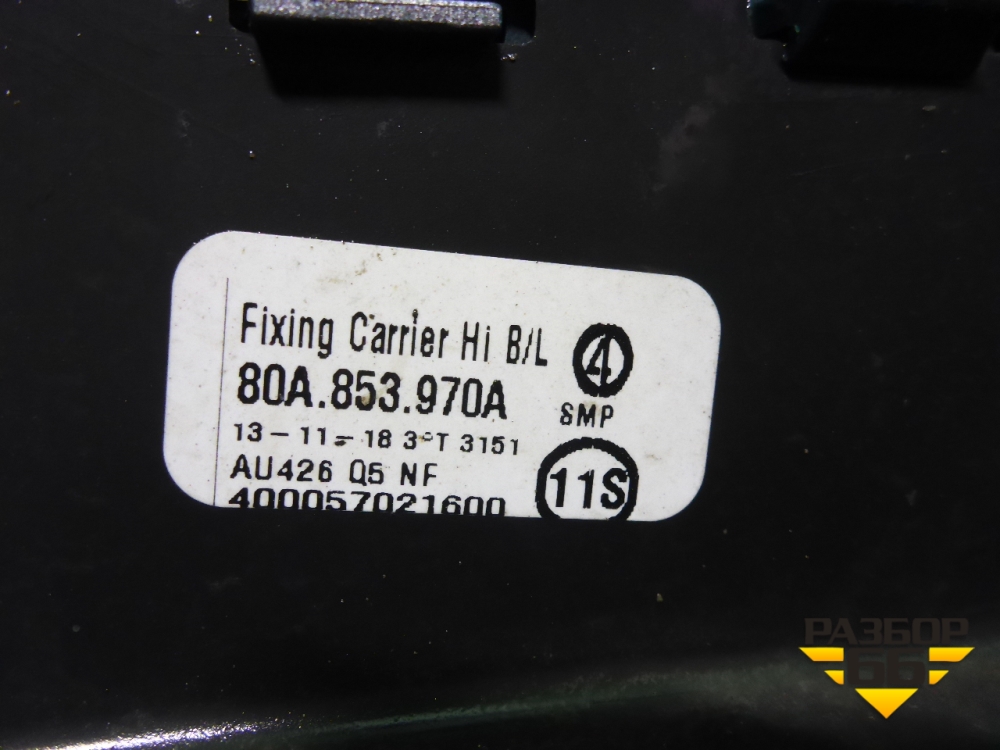 Fixing Carrier Hi B/L
4
80A.853.970A
SMP
13-11-18 3°T 3151
AU426 Q5 NF
11S
400057021600
РАЗБОР
66